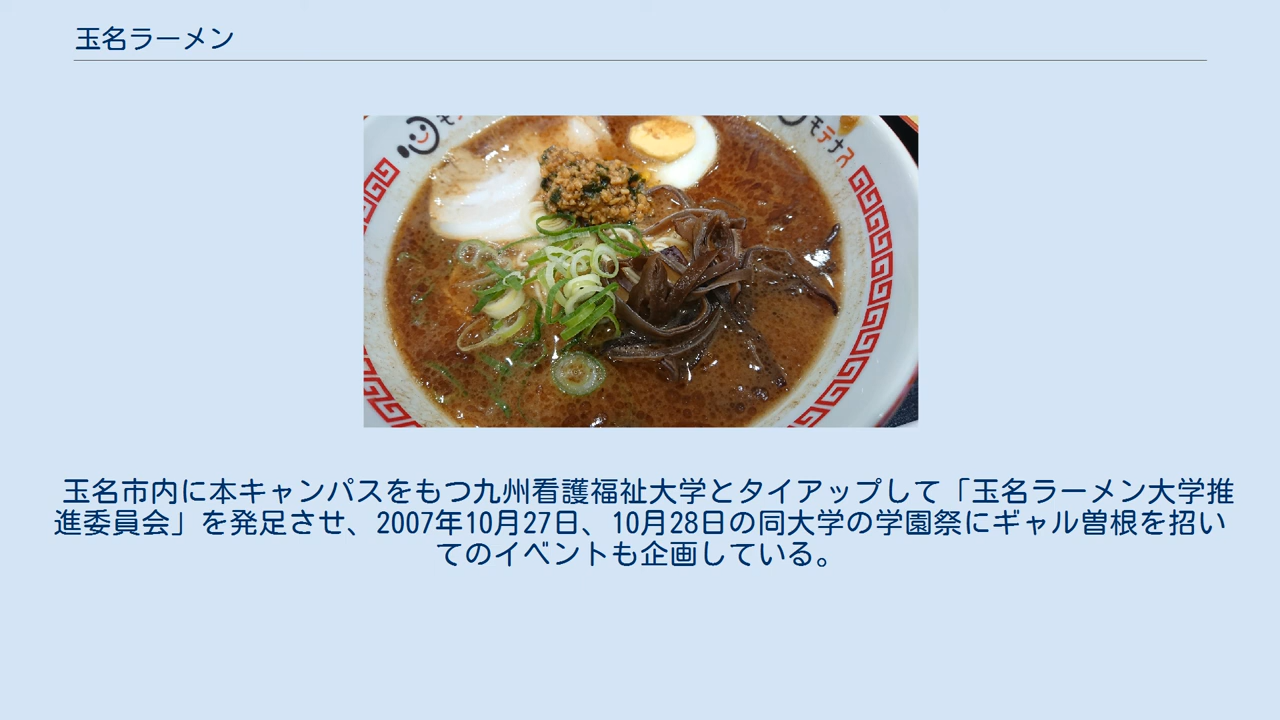 玉名ラーメン
モテナス
玉名市内に本キャンパスをもつ九州看護福祉大学とタイアップして「玉名ラーメン大学推
進委員会」を発足させ、2007年10月27日、10月28日の同大学の学園祭にギャル曽根を招い
てのイベントも企画している。